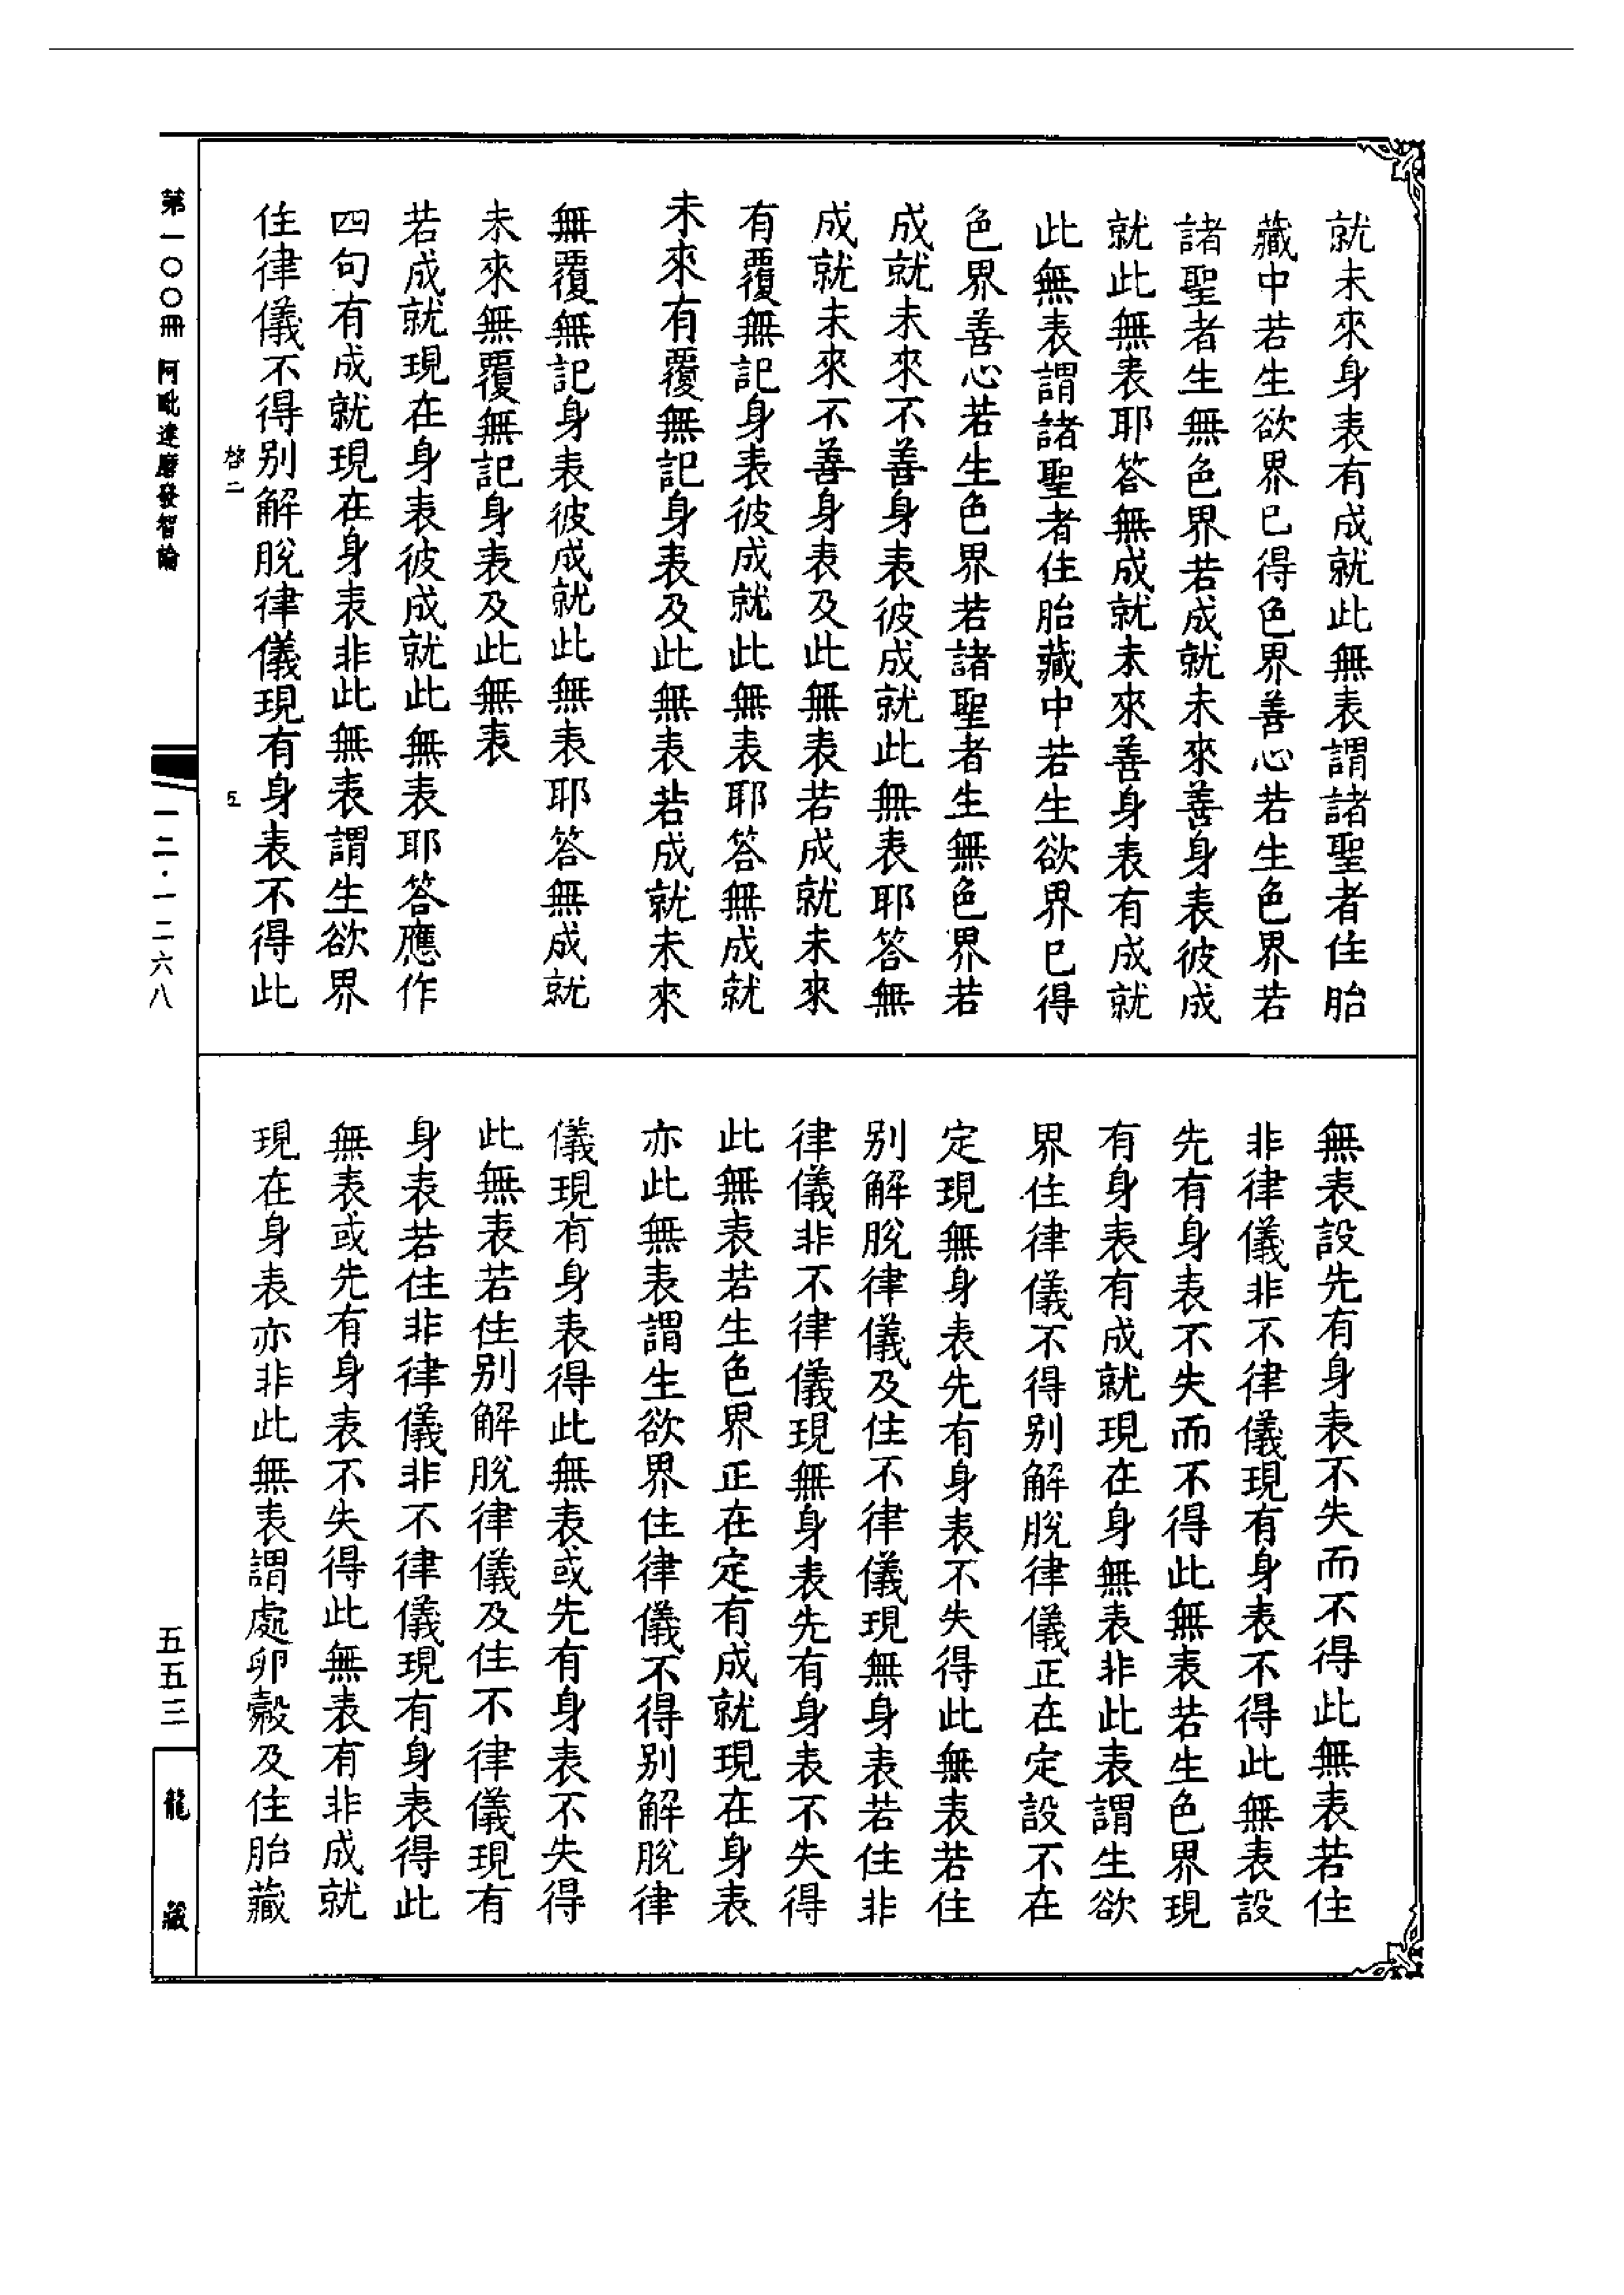 就未來身表有成就此無表謂諸聖者住胎
藏中若生欲界已得色界善心若生色界若
諸聖者生無色界若成就未來善身表彼成
就此無表耶答無成就未來善身表有成就
此無表謂諸聖者住胎藏中若生欲界已得
色界善心若生色界若諸聖者生無色界若
成就未來不善身表彼成就此無表耶答無
成就未來不善身表及此無表若成就未來
有覆無記身表彼成就此無表耶答無成就
未來有覆無記身表及此無表若成就未來
無覆無記身表彼成就此無表耶答無成就
未來無覆無記身表及此無表
若成就現在身表彼成就此無表耶答應作
四句有成就現在身表非此無表謂生欲界
住律儀不得別解脫律儀現有身表不得此
無表設先有身表不失而不得此無表若住
非律儀非不律儀現有身表不得此無表設
先有身表不失而不得此無表若生色界現
有身表有成就現在身無表非此表謂生欲
界住律儀不得別解脫律儀正在定設不在
定現無身表先有身表不失得此無表若住
別解脫律儀及住不律儀現無身表若住非
律儀非不律儀現無身表先有身表不失得
此無表若生色界正在定有成就現在身表
亦此無表謂生欲界住律儀不得別解脫律
儀現有身表得此無表或先有身表不失得
此無表若住別解脫律儀及住不律儀現有
身表若住非律儀非不律儀現有身表得此
無表或先有身表不失得此無表有非成就
現在身表亦非此無表謂處卵㲉及住胎藏
啓二
五
第一〇〇冊 阿毗達磨發智論
一二·一二六八
五五三
龍藏